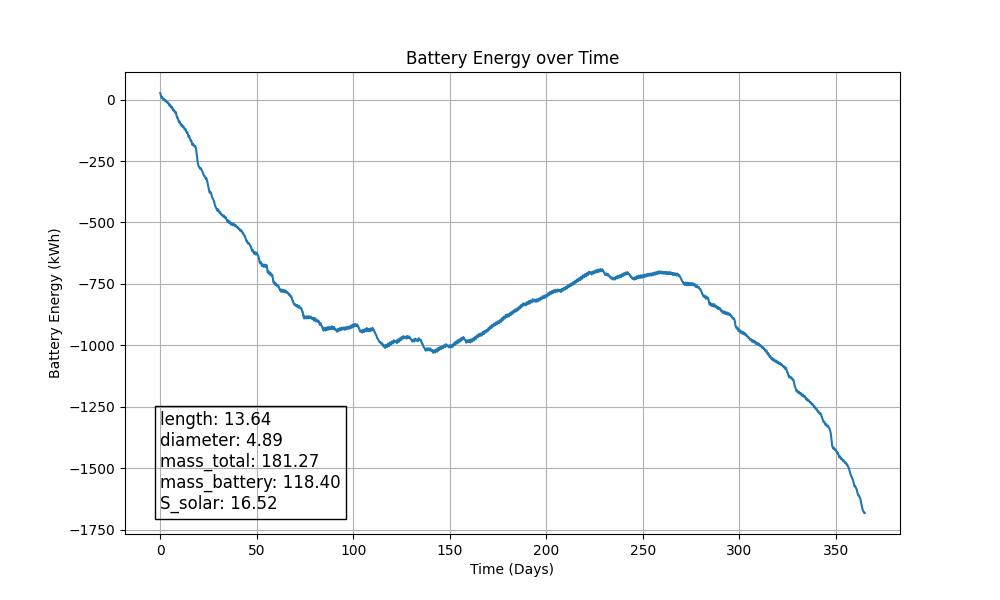 Battery Energy over Time
Battery Energy (kWh)
0
−250
−500
−750
−1000
−1250
−1500
−1750
length: 13.64
diameter: 4.89
mass_total: 181.27
mass_battery: 118.40
S_solar: 16.52
0 50 100 150 200 250 300 350
Time (Days)